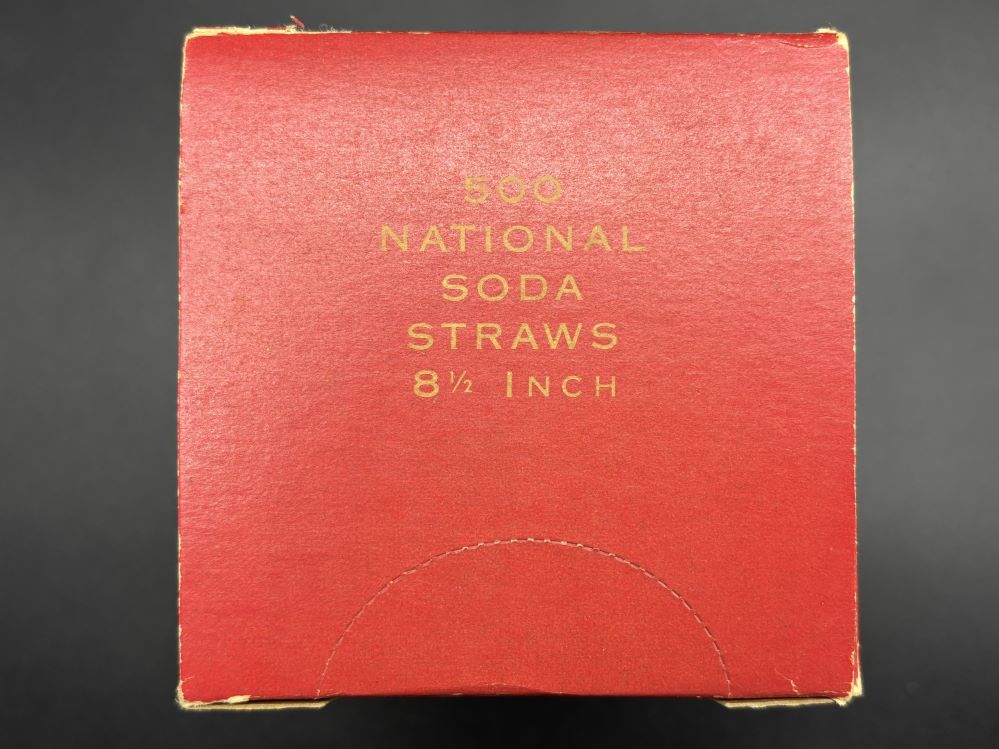 500
NATIONAL
SODA
STRAWS
8½ INCH